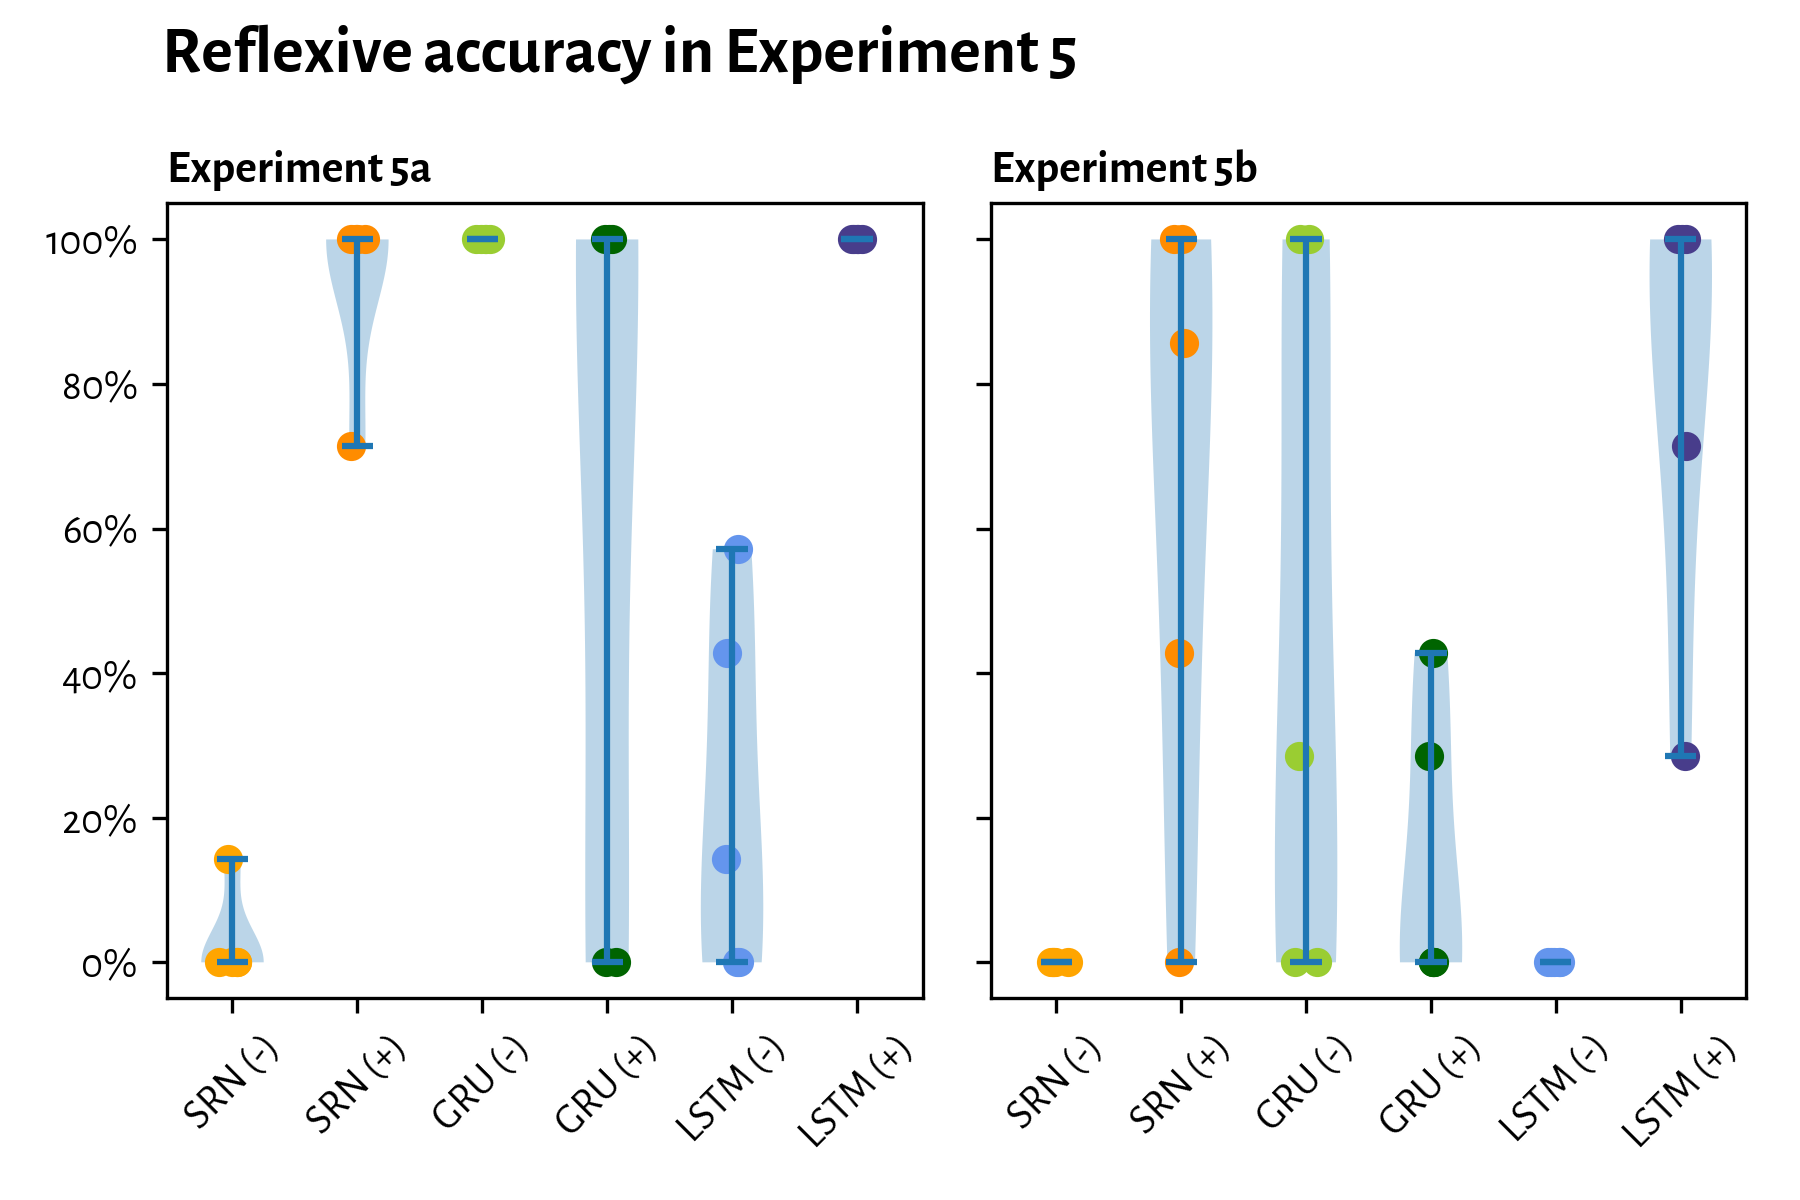 Reflexive accuracy in Experiment 5
Experiment 5a
Experiment 5b
100%
80%
60%
40%
20%
0%
SRN (-)
SRN (+)
GRU (-)
GRU (+)
LSTM (-)
LSTM (+)
SRN (-)
SRN (+)
GRU (-)
GRU (+)
LSTM (-)
LSTM (+)